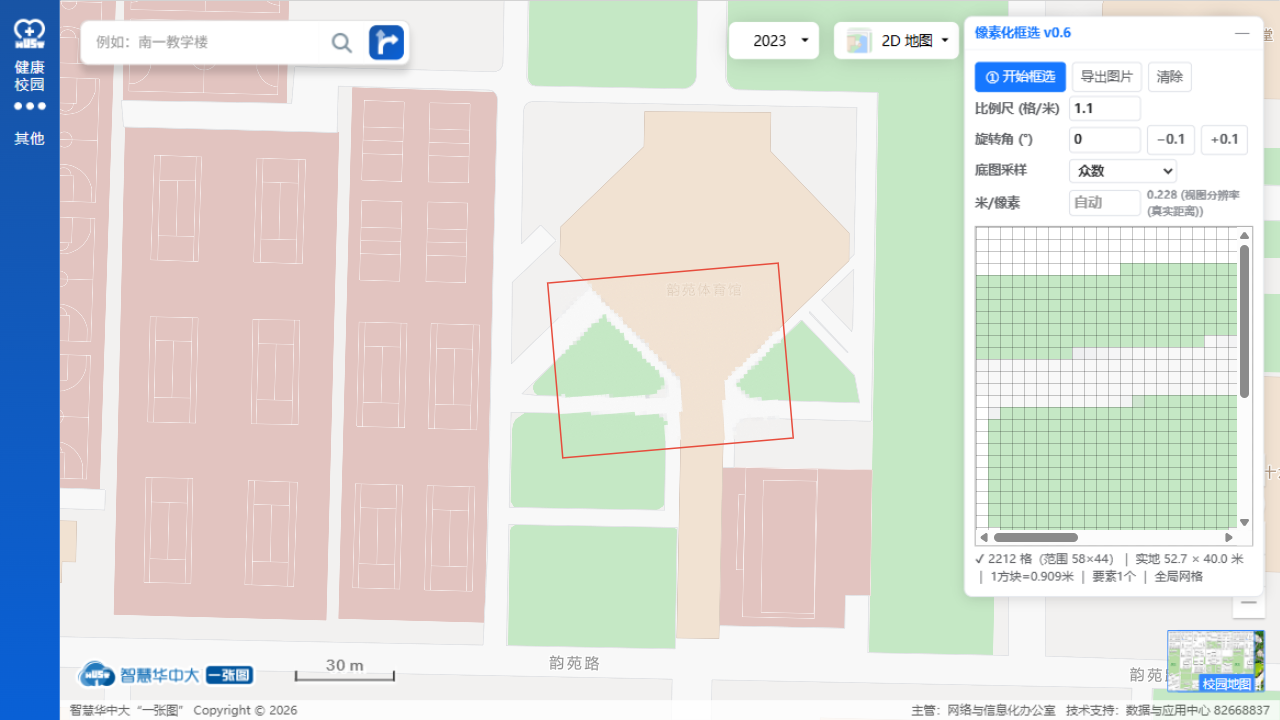 HUST
健康
校园
其他
例如：南一教学楼
2023
2D 地图
像素化框选 v0.6
① 开始框选
导出图片
清除
比例尺 (格/米)
1.1
旋转角 (°)
0
−0.1
+0.1
底图采样
众数
米/像素
自动
0.228 (视图分辨率
(真实距离))
✓ 2212 格（范围 58×44） | 实地 52.7 × 40.0 米
| 1方块=0.909米 | 要素1个 | 全局网格
韵苑体育馆
韵苑路
韵苑
30 m
HUST
智慧华中大
一张图
校园地图
智慧华中大“一张图” Copyright © 2026
主管：网络与信息化办公室 技术支持：数据与应用中心 82668837